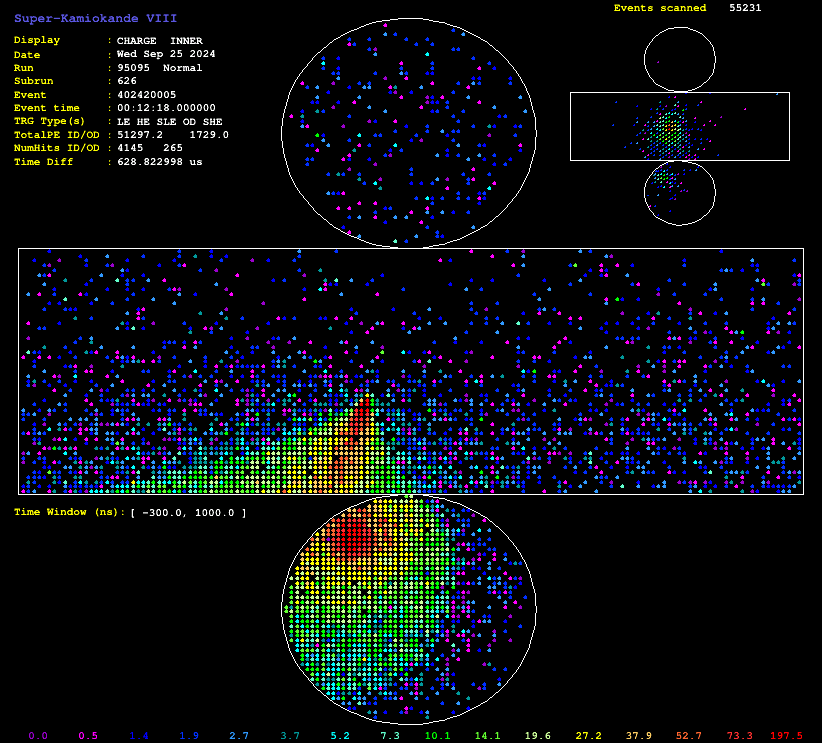 Super-Kamiokande VIII
Events scanned 55231
Display : CHARGE INNER
Date : Wed Sep 25 2024
Run : 95095 Normal
Subrun : 626
Event : 402420005
Event time : 00:12:18.000000
TRG Type(s) : LE HE SLE OD SHE
TotalPE ID/OD : 51297.2 1729.0
NumHits ID/OD : 4145 265
Time Diff : 628.822998 us
Time Window (ns): [ -300.0, 1000.0 ]
0.0 0.5 1.4 1.9 2.7 3.7 5.2 7.3 10.1 14.1 19.6 27.2 37.9 52.7 73.3 197.5